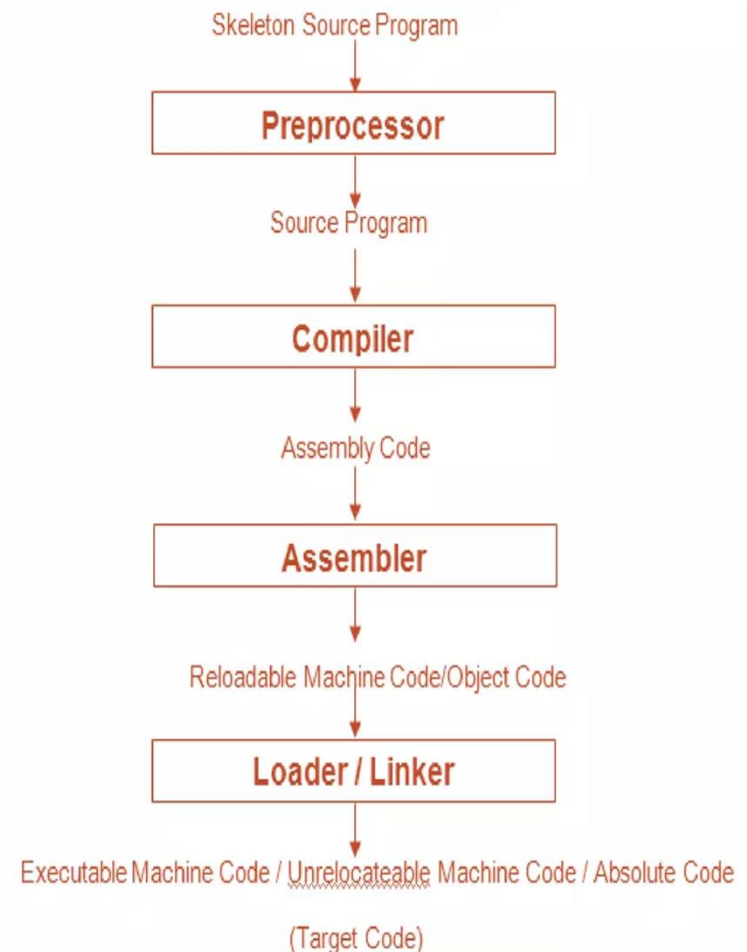 Skeleton Source Program
Preprocessor
Source Program
Compiler
Assembly Code
Assembler
Reloadable Machine Code/Object Code
Loader / Linker
Executable Machine Code / Unrelocateable Machine Code / Absolute Code
(Target Code)